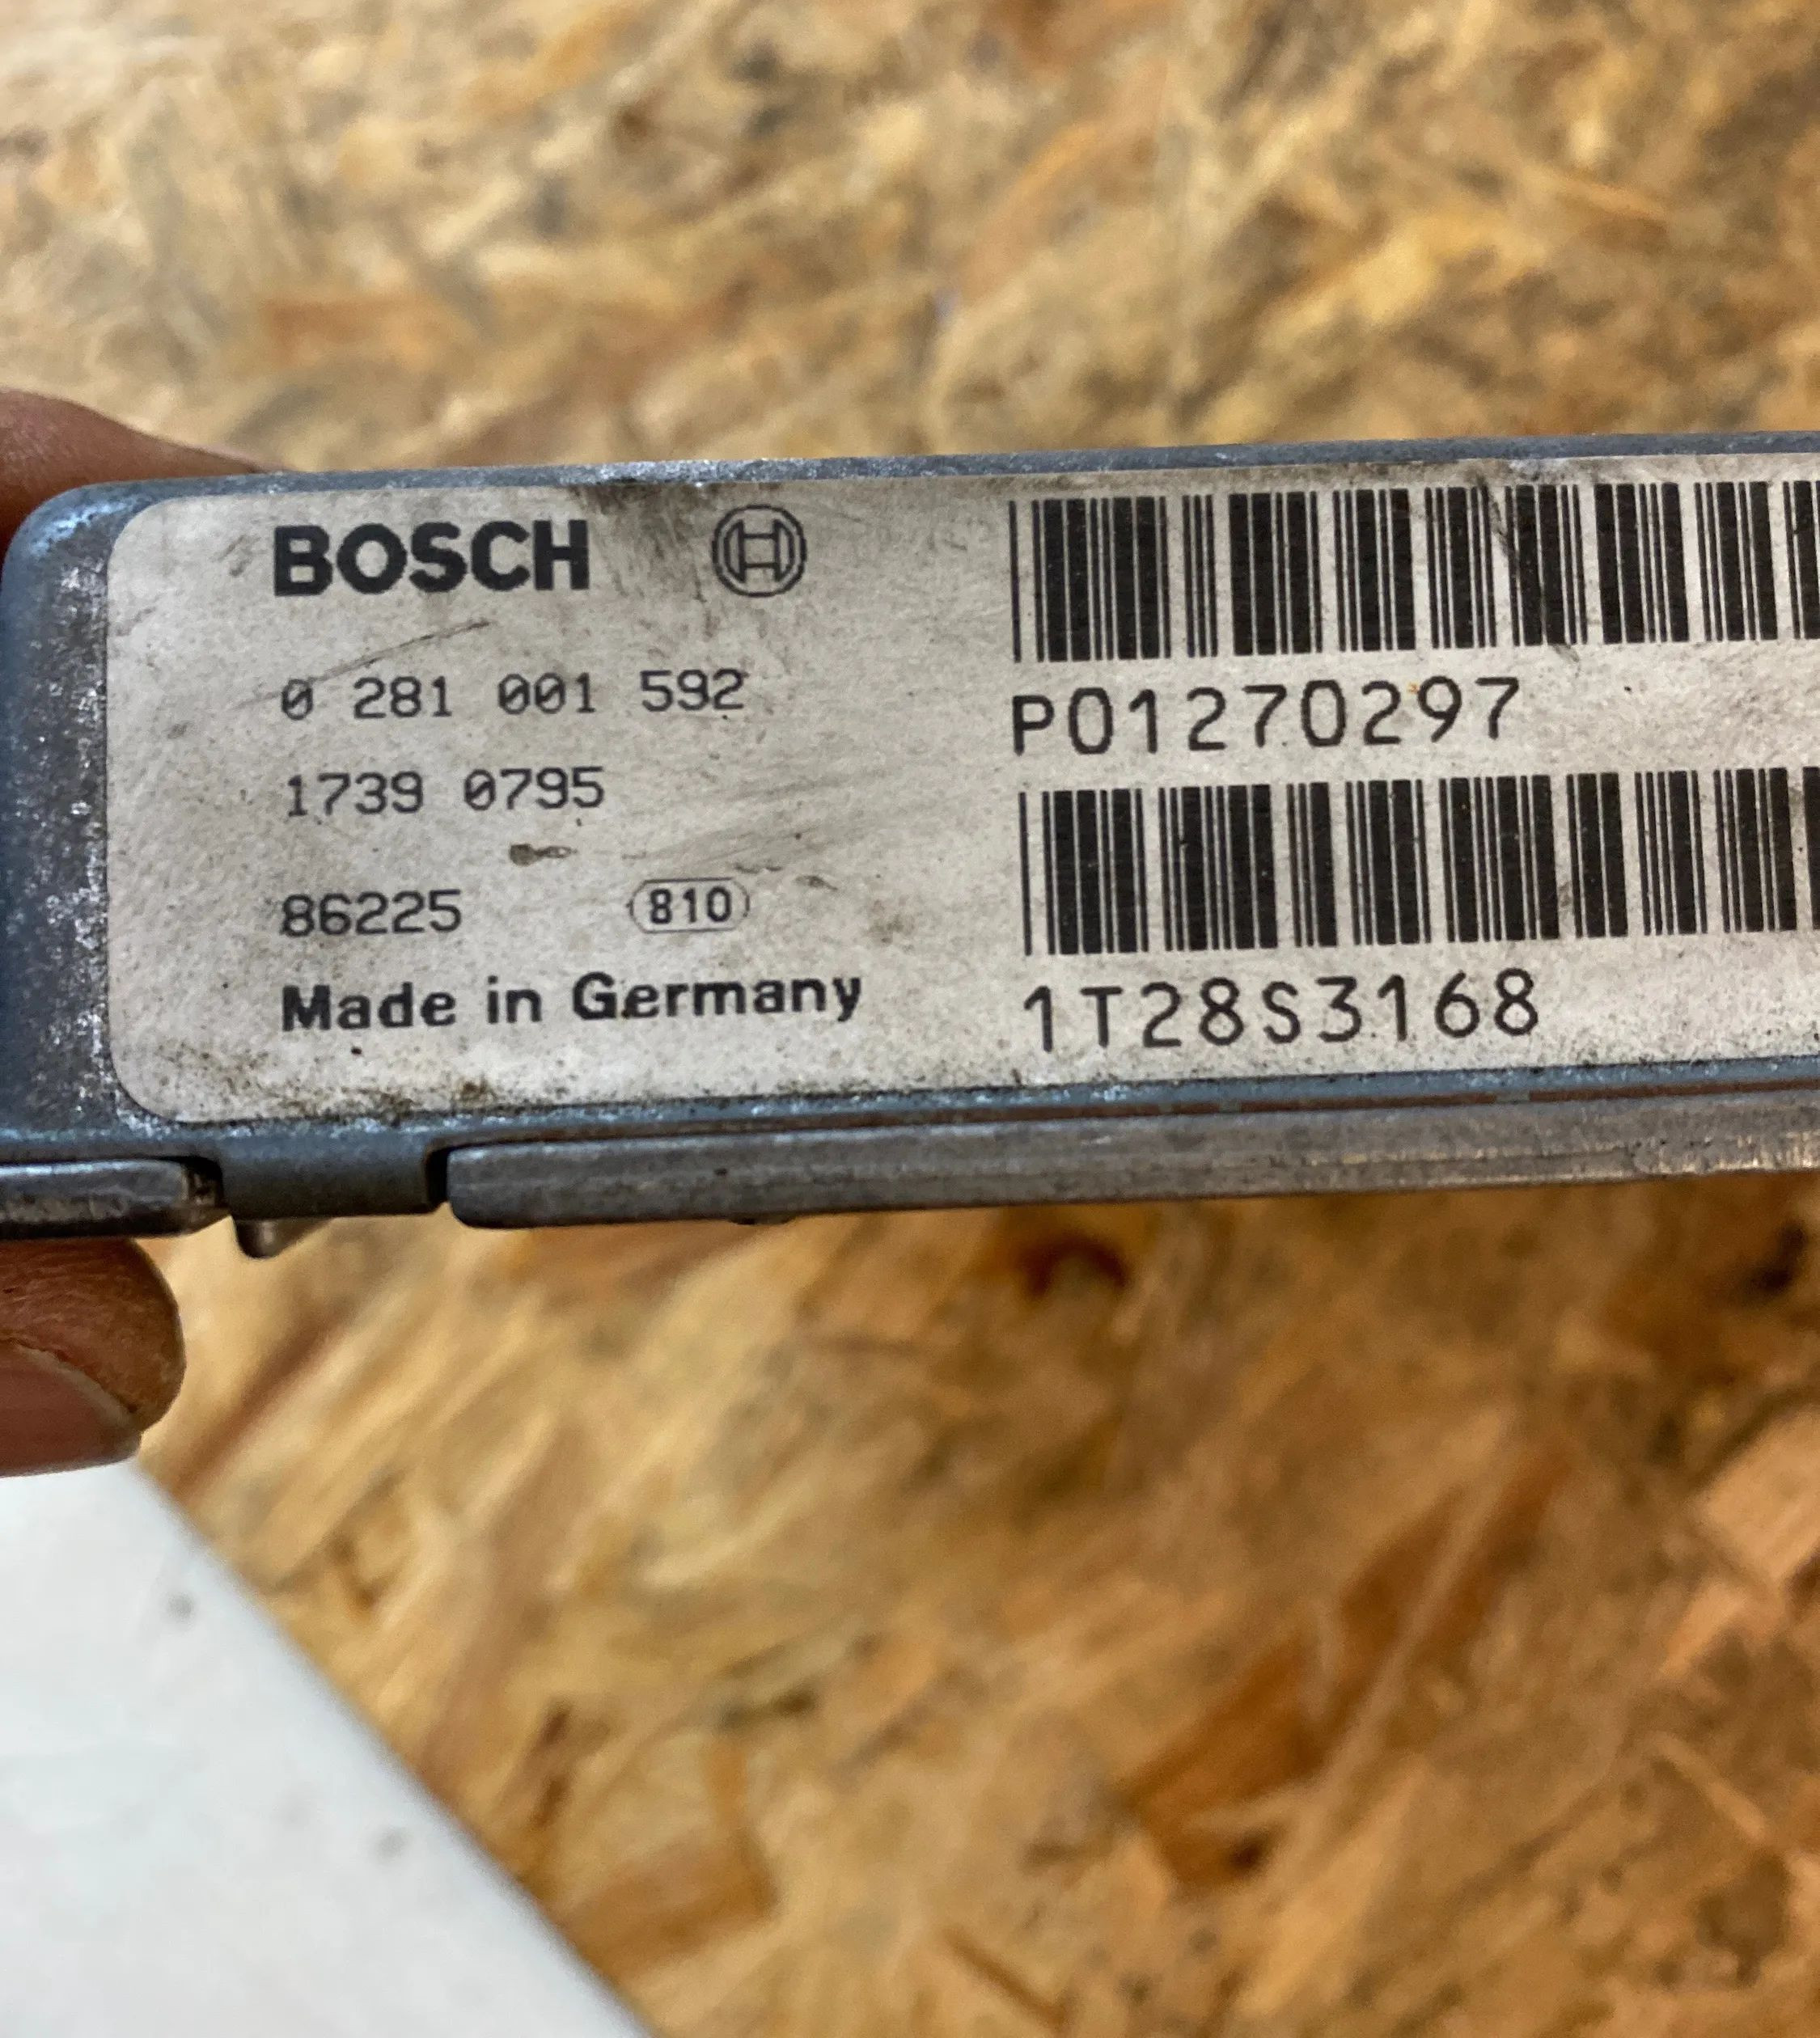 BOSCH
0 281 001 592
1739 0795
86225 810
Made in Germany
P01270297
1T28S3168